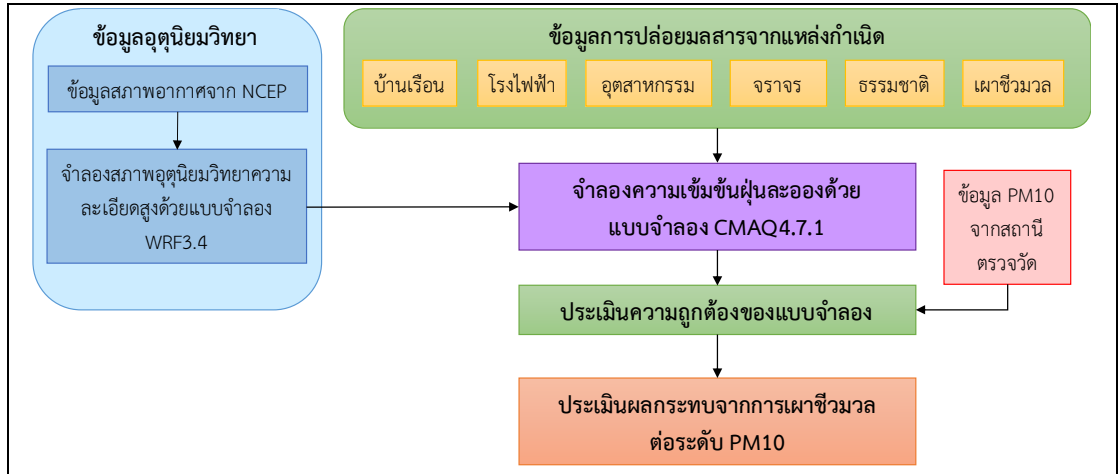 ข้อมูลอุตุนิยมวิทยา
ข้อมูลสภาพอากาศจาก NCEP
จำลองสภาพอุตุนิยมวิทยาความ
ละเอียดสูงด้วยแบบจำลอง
WRF3.4
ข้อมูลการปล่อยมลสารจากแหล่งกำเนิด
บ้านเรือน
โรงไฟฟ้า
อุตสาหกรรม
จราจร
ธรรมชาติ
เผาชีวมวล
จำลองความเข้มข้นฝุ่นละอองด้วย
แบบจำลอง CMAQ4.7.1
ข้อมูล PM10
จากสถานี
ตรวจวัด
ประเมินความถูกต้องของแบบจำลอง
ประเมินผลกระทบจากการเผาชีวมวล
ต่อระดับ PM10